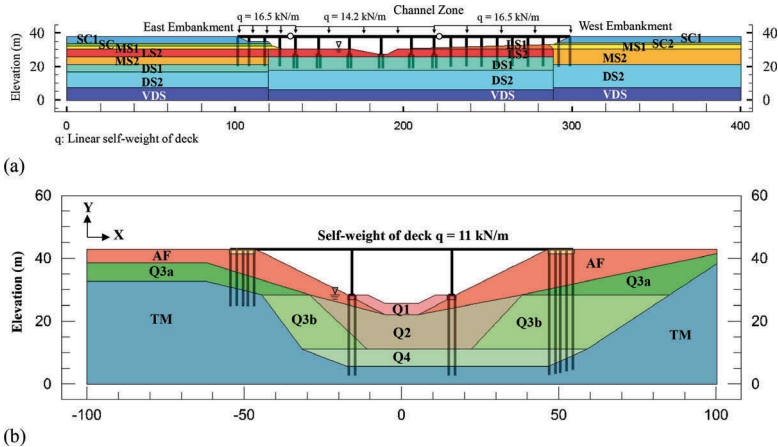 Channel Zone
East Embankment q = 16.5 kN/m q = 14.2 kN/m q = 16.5 kN/m West Embankment
Elevation (m)
40
20
0
SC1
SC
MS1
LS2
MS2
DS1
DS2
VDS
LS1
LS2
DS1
DS2
SC1
SC2
MS1
MS2
DS2
VDS
40
20
0
0 100 200 300 400
q: Linear self-weight of deck
(a)
60
40
20
0
Elevation (m)
Y
X
Self-weight of deck q = 11 kN/m
AF
Q3a
TM
Q3b
Q1
Q2
Q4
Q3b
AF
Q3a
TM
60
40
20
0
-100 -50 0 50 100
(b)